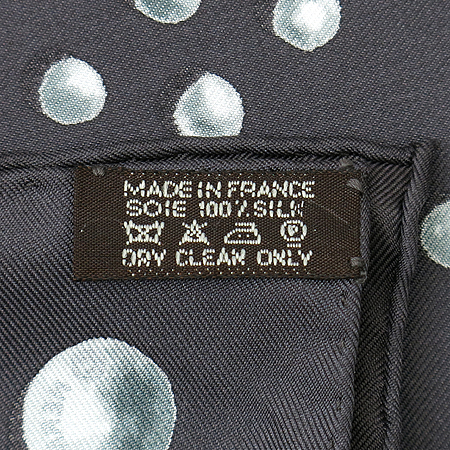 MADE IN FRANCE
SOIE 100% SILK
DRY CLEAN ONLY